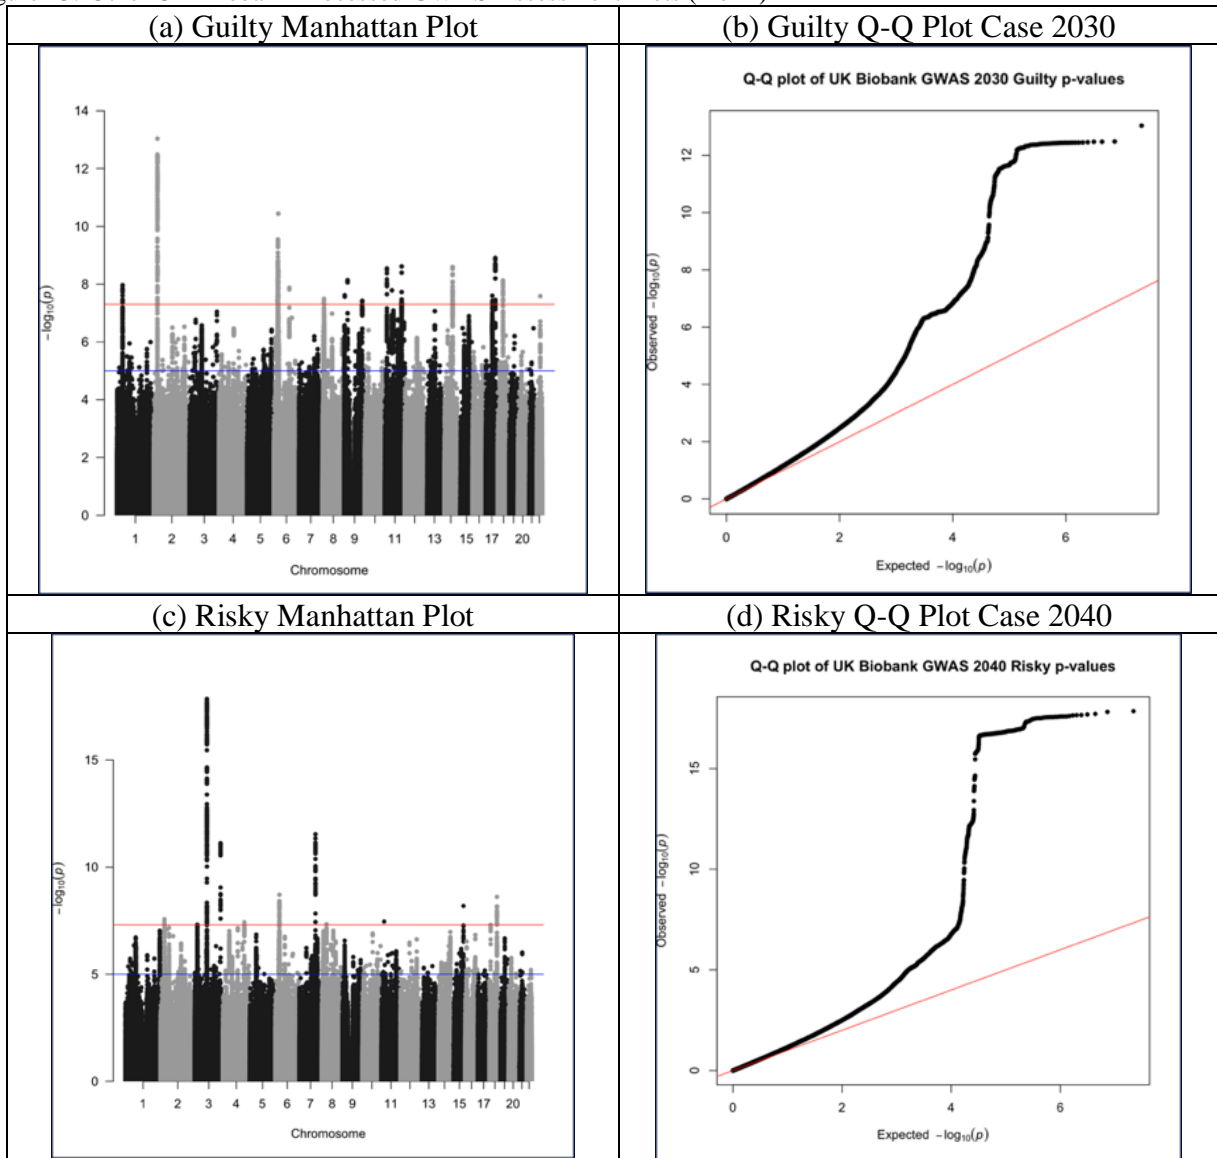 (a) Guilty Manhattan Plot
(b) Guilty Q-Q Plot Case 2030
14
12
10
8
6
4
2
0
−log10(p)
1 2 3 4 5 6 7 8 9 11 13 15 17 20
Chromosome
Q-Q plot of UK Biobank GWAS 2030 Guilty p-values
12
10
8
6
4
2
0
Observed −log10(p)
0 2 4 6
Expected −log10(p)
(c) Risky Manhattan Plot
(d) Risky Q-Q Plot Case 2040
15
10
5
0
−log10(p)
1 2 3 4 5 6 7 8 9 11 13 15 17 20
Chromosome
Q-Q plot of UK Biobank GWAS 2040 Risky p-values
15
10
5
0
Observed −log10(p)
0 2 4 6
Expected −log10(p)